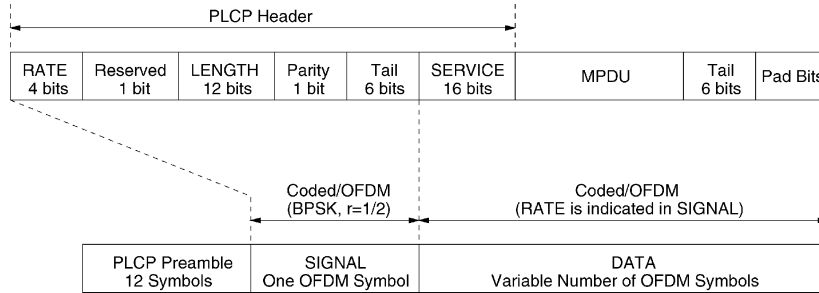 PLCP Header
RATE
4 bits
Reserved
1 bit
LENGTH
12 bits
Parity
1 bit
Tail
6 bits
SERVICE
16 bits
MPDU
Tail
6 bits
Pad Bits
Coded/OFDM
(BPSK, r=1/2)
Coded/OFDM
(RATE is indicated in SIGNAL)
PLCP Preamble
12 Symbols
SIGNAL
One OFDM Symbol
DATA
Variable Number of OFDM Symbols